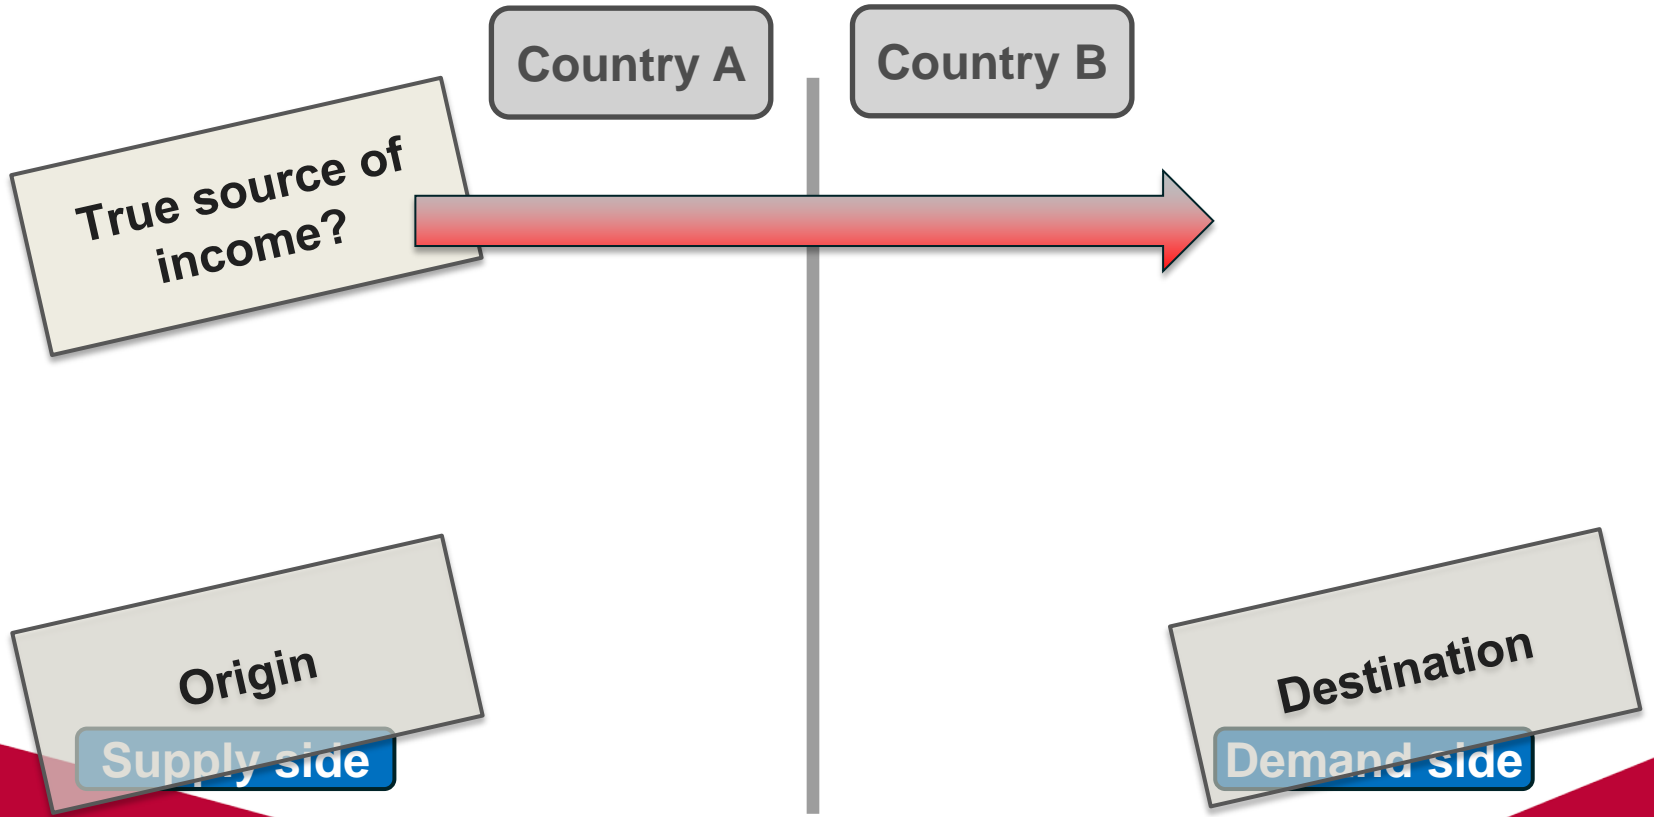 Country A
Country B
True source of
income?
Origin
Supply side
Destination
Demand side